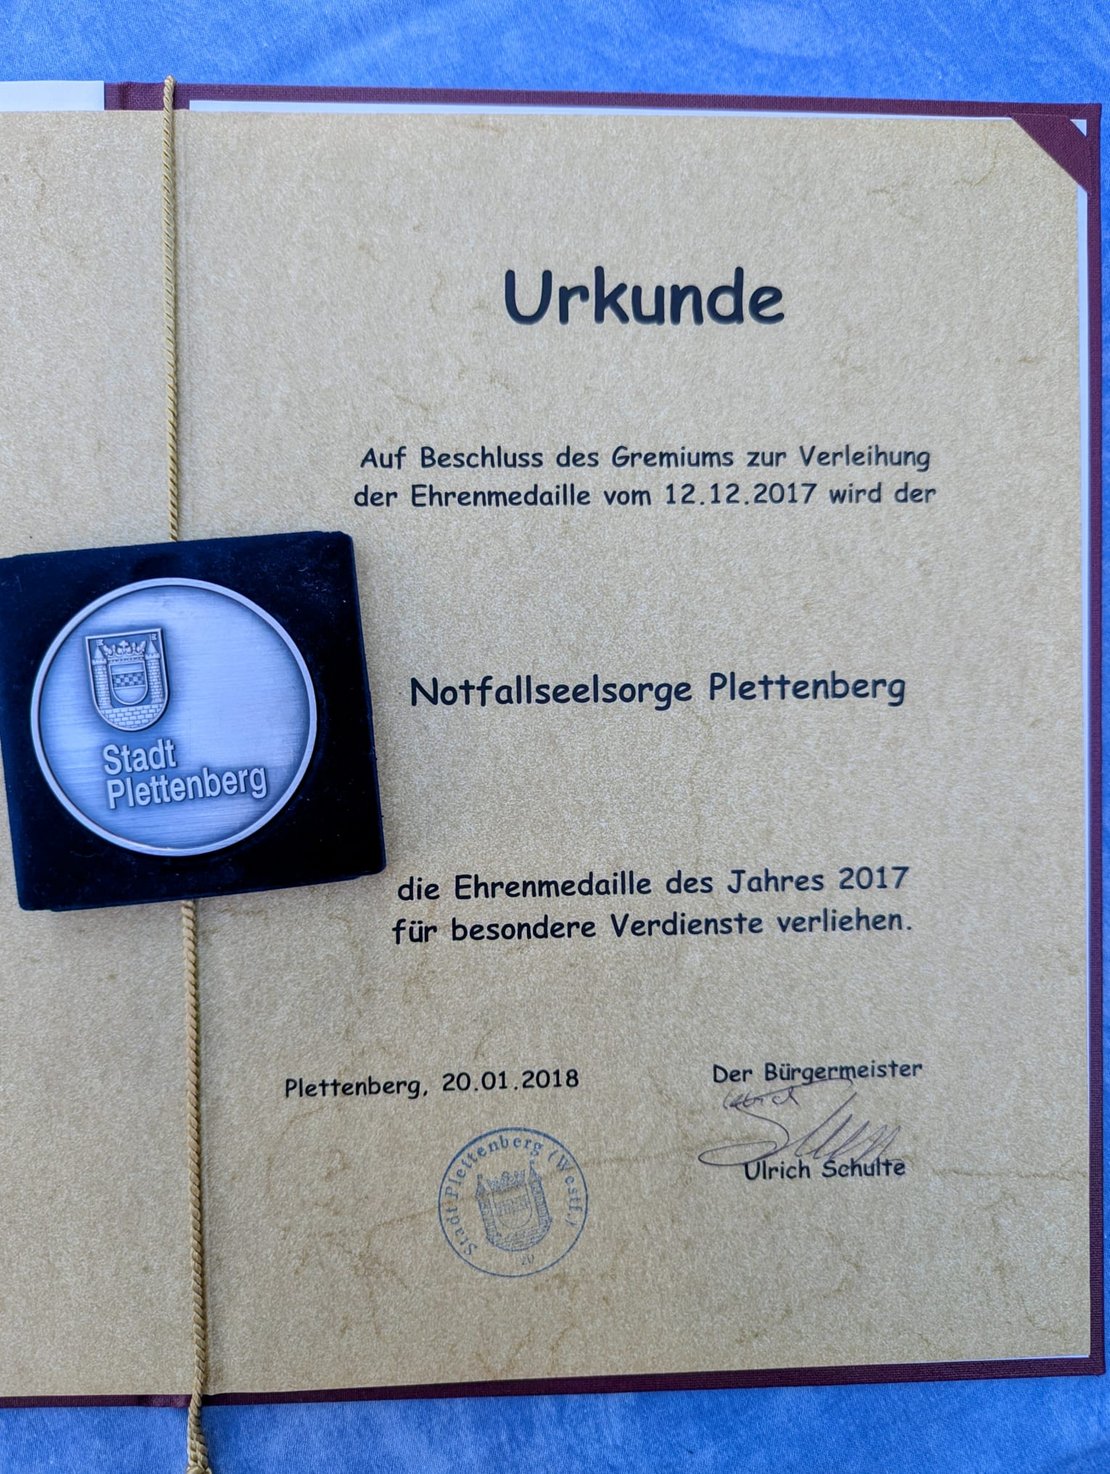 Urkunde
Auf Beschluss des Gremiums zur Verleihung
der Ehrenmedaille vom 12.12.2017 wird der
Notfallseelsorge Plettenberg
Stadt
Plettenberg
die Ehrenmedaille des Jahres 2017
für besondere Verdienste verliehen.
Plettenberg, 20.01.2018
Der Bürgermeister
Ulrich Schulte
Stadt Plettenberg (Westf.)
20